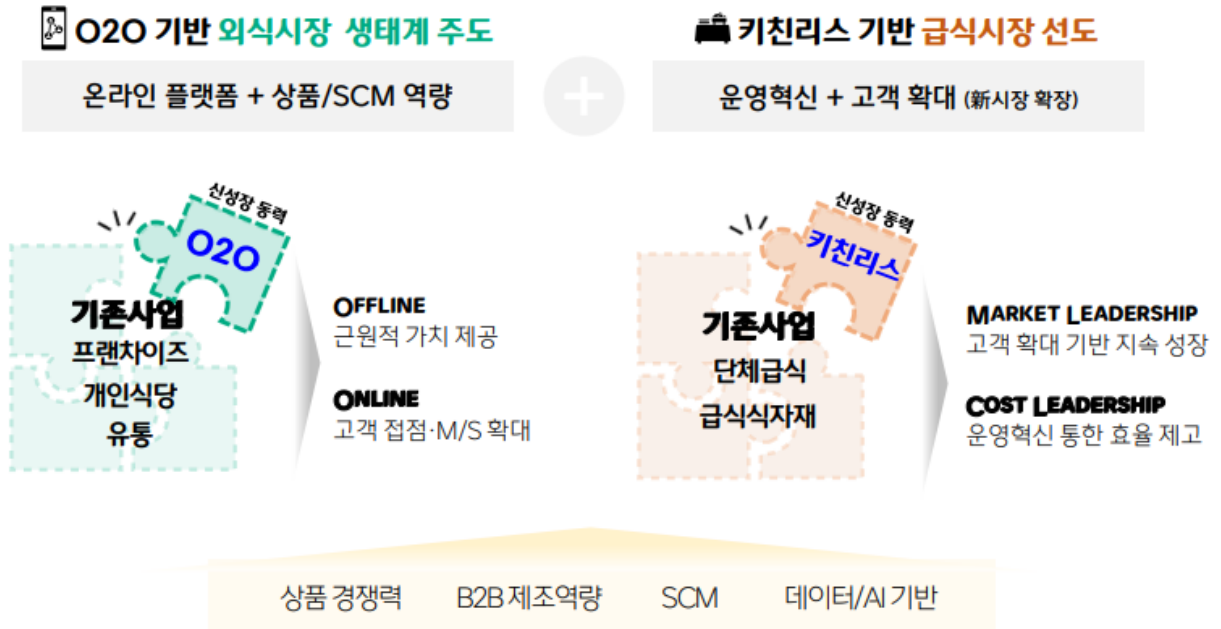 O2O 기반 외식시장 생태계 주도
온라인 플랫폼 + 상품/SCM 역량
신성장 동력
O2O
기존사업
프랜차이즈
개인식당
유통
OFFLINE
근원적 가치 제공
ONLINE
고객 접점·M/S 확대
+
키친리스 기반 급식시장 선도
운영혁신 + 고객 확대 (新시장 확장)
신성장 동력
키친리스
기존사업
단체급식
급식식자재
MARKET LEADERSHIP
고객 확대 기반 지속 성장
COST LEADERSHIP
운영혁신 통한 효율 제고
상품 경쟁력 B2B 제조역량 SCM 데이터/AI 기반